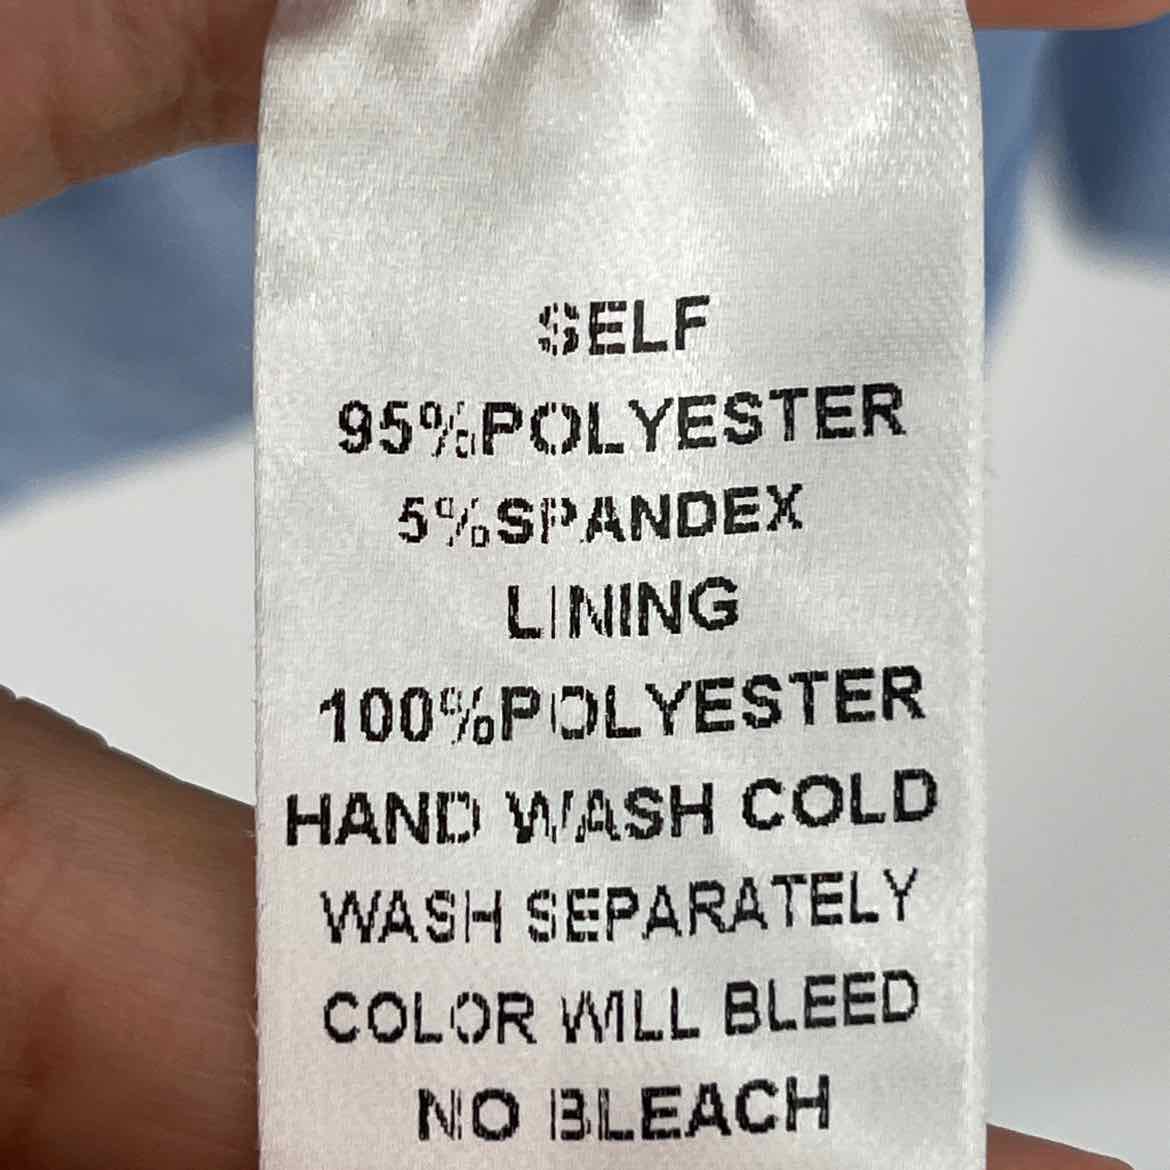 SELF
95%POLYESTER
5%SPANDEX
LINING
100%POLYESTER
HAND WASH COLD
WASH SEPARATELY
COLOR WILL BLEED
NO BLEACH